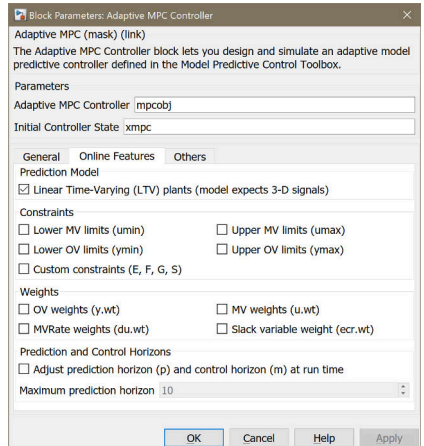 Block Parameters: Adaptive MPC Controller
Adaptive MPC (mask) (link)
The Adaptive MPC Controller block lets you design and simulate an adaptive model
predictive controller defined in the Model Predictive Control Toolbox.
Parameters
Adaptive MPC Controller mpcobj
Initial Controller State xmpc
General Online Features Others
Prediction Model
Linear Time-Varying (LTV) plants (model expects 3-D signals)
Constraints
Lower MV limits (umin) Upper MV limits (umax)
Lower OV limits (ymin) Upper OV limits (ymax)
Custom constraints (E, F, G, S)
Weights
OV weights (y.wt) MV weights (u.wt)
MVRate weights (du.wt) Slack variable weight (ecr.wt)
Prediction and Control Horizons
Adjust prediction horizon (p) and control horizon (m) at run time
Maximum prediction horizon 10
OK Cancel Help Apply